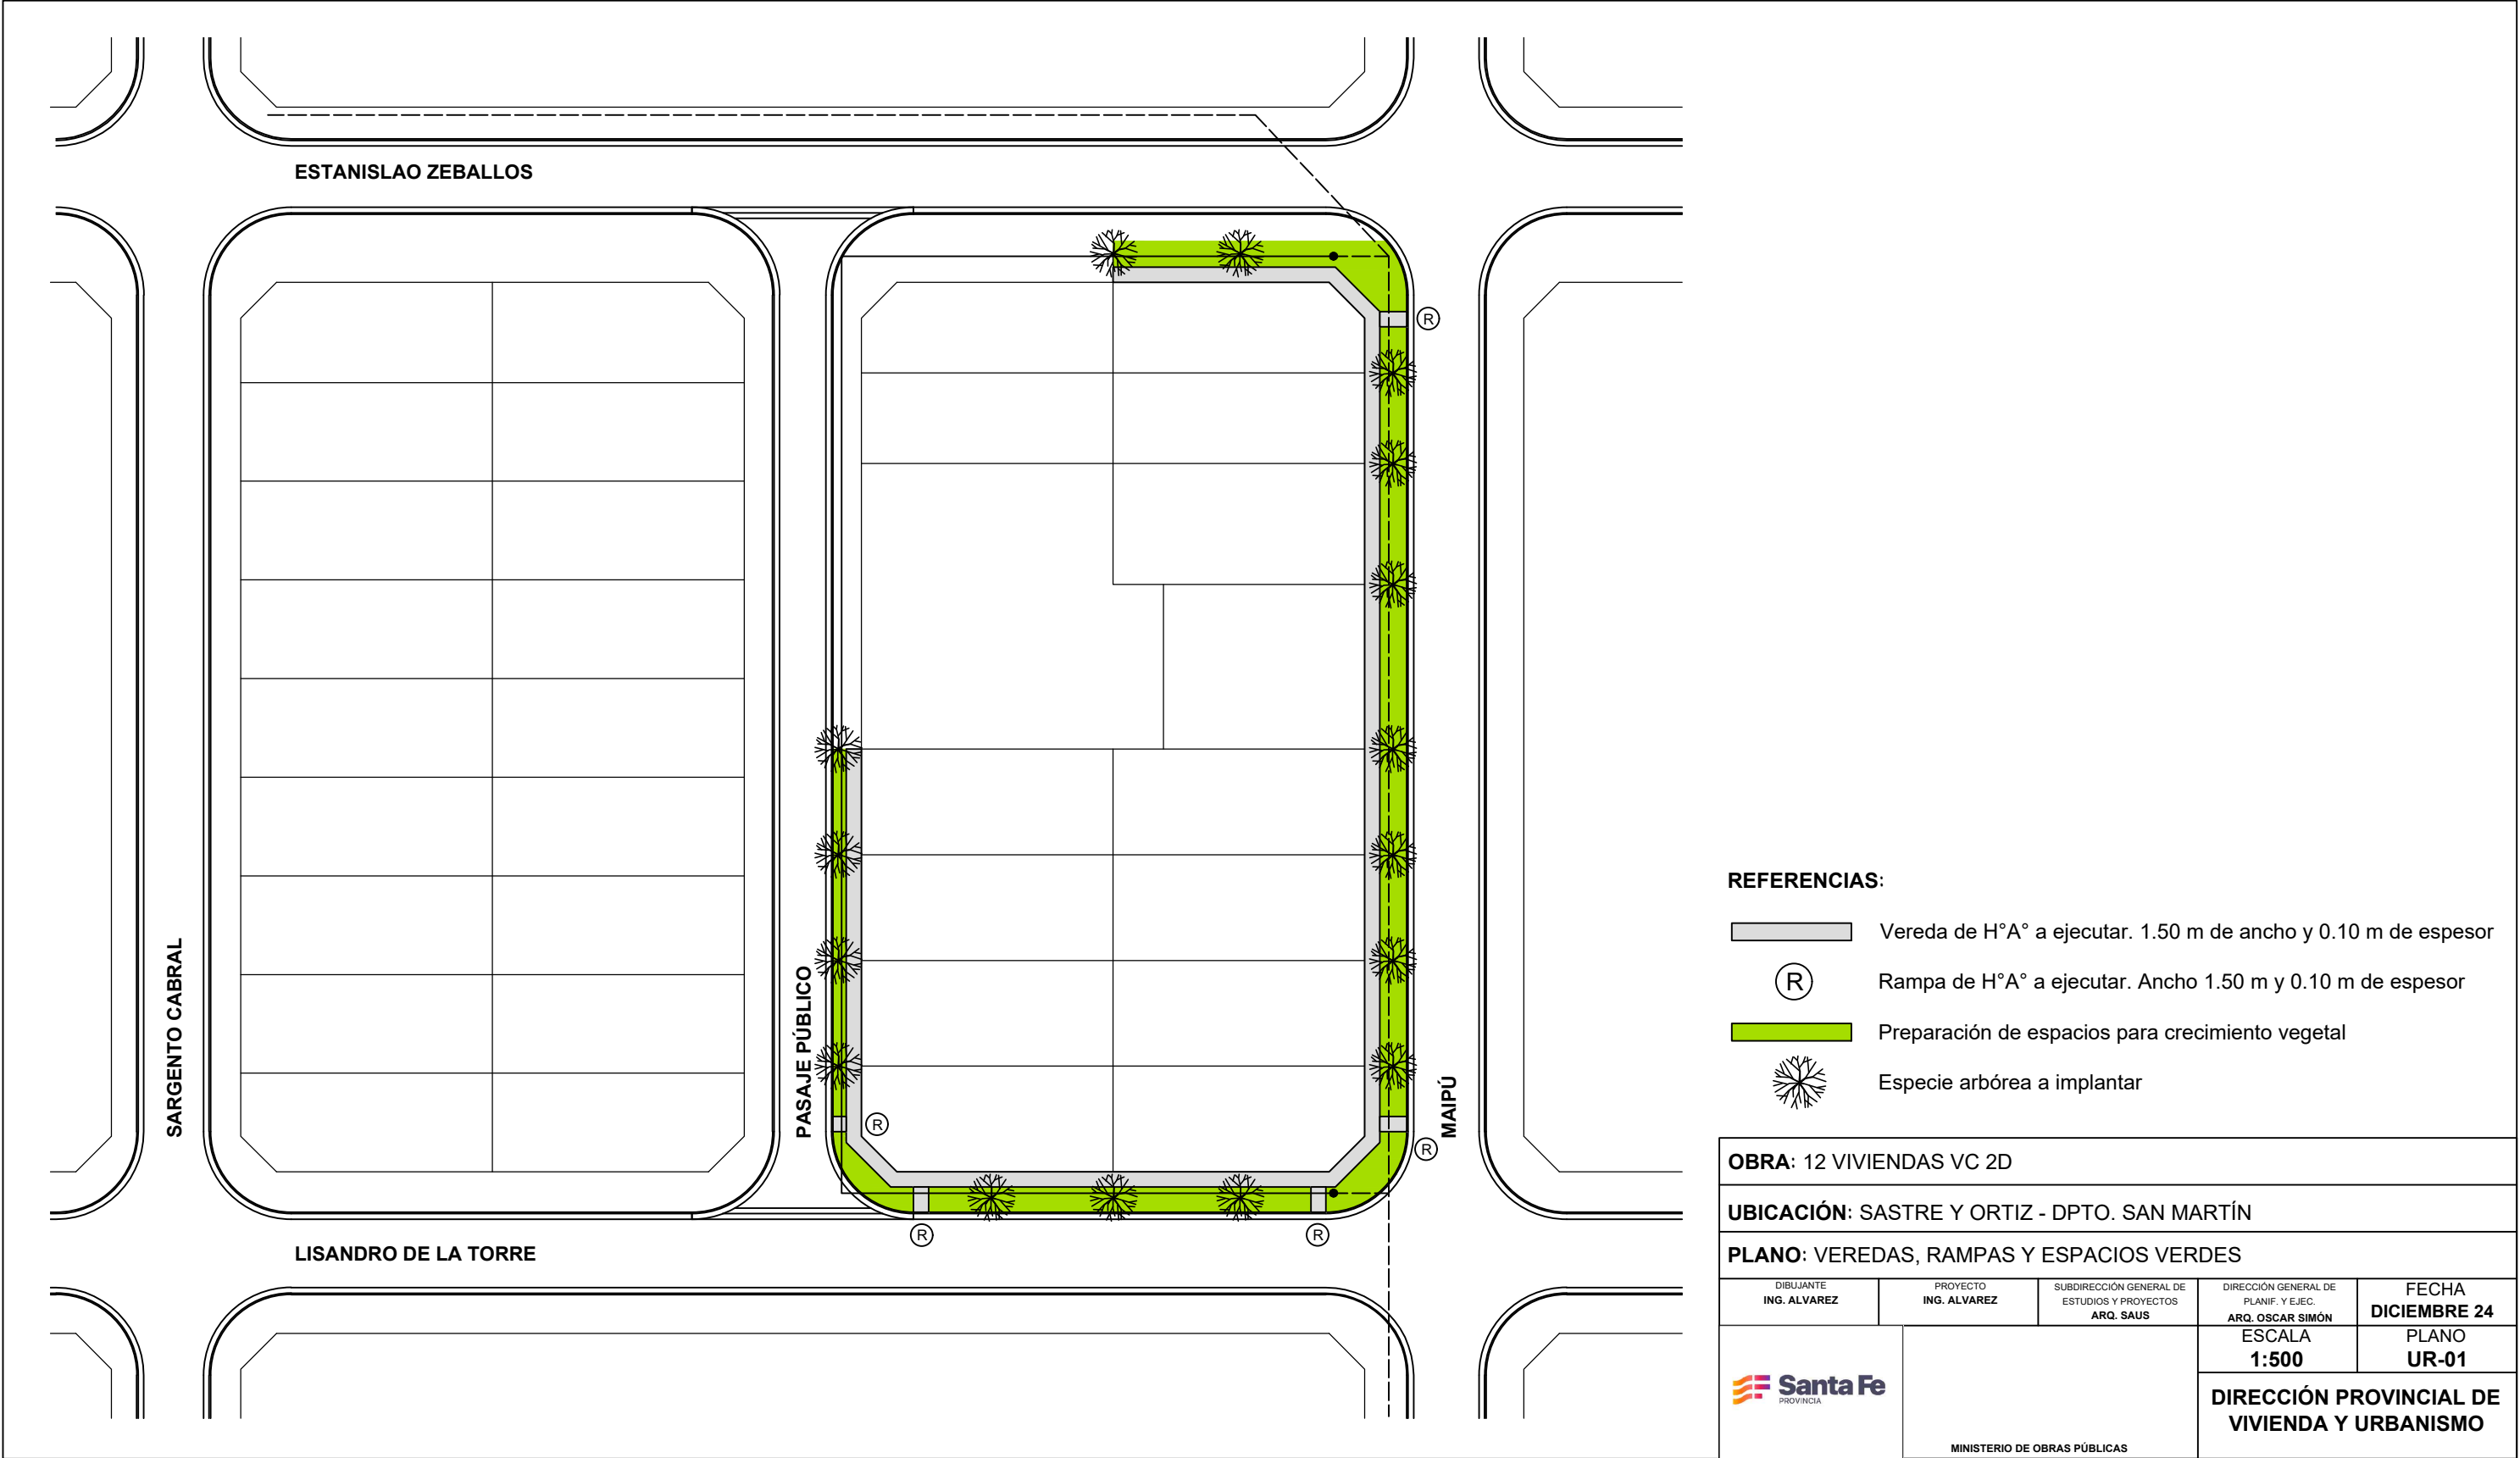 ESTANISLAO ZEBALLOS
R
SARGENTO CABRAL
PASAJE PÚBLICO
R
MAIPÚ
R
R
R
LISANDRO DE LA TORRE
REFERENCIAS:
Vereda de H°A° a ejecutar. 1.50 m de ancho y 0.10 m de espesor
R
Rampa de H°A° a ejecutar. Ancho 1.50 m y 0.10 m de espesor
Preparación de espacios para crecimiento vegetal
Especie arbórea a implantar
OBRA: 12 VIVIENDAS VC 2D
UBICACIÓN: SASTRE Y ORTIZ - DPTO. SAN MARTÍN
PLANO: VEREDAS, RAMPAS Y ESPACIOS VERDES
DIBUJANTE
ING. ALVAREZ
PROYECTO
ING. ALVAREZ
SUBDIRECCIÓN GENERAL DE
ESTUDIOS Y PROYECTOS
ARQ. SAUS
DIRECCIÓN GENERAL DE
PLANIF. Y EJEC.
ARQ. OSCAR SIMÓN
FECHA
DICIEMBRE 24
ESCALA
1:500
PLANO
UR-01
Santa Fe
PROVINCIA
MINISTERIO DE OBRAS PÚBLICAS
DIRECCIÓN PROVINCIAL DE
VIVIENDA Y URBANISMO